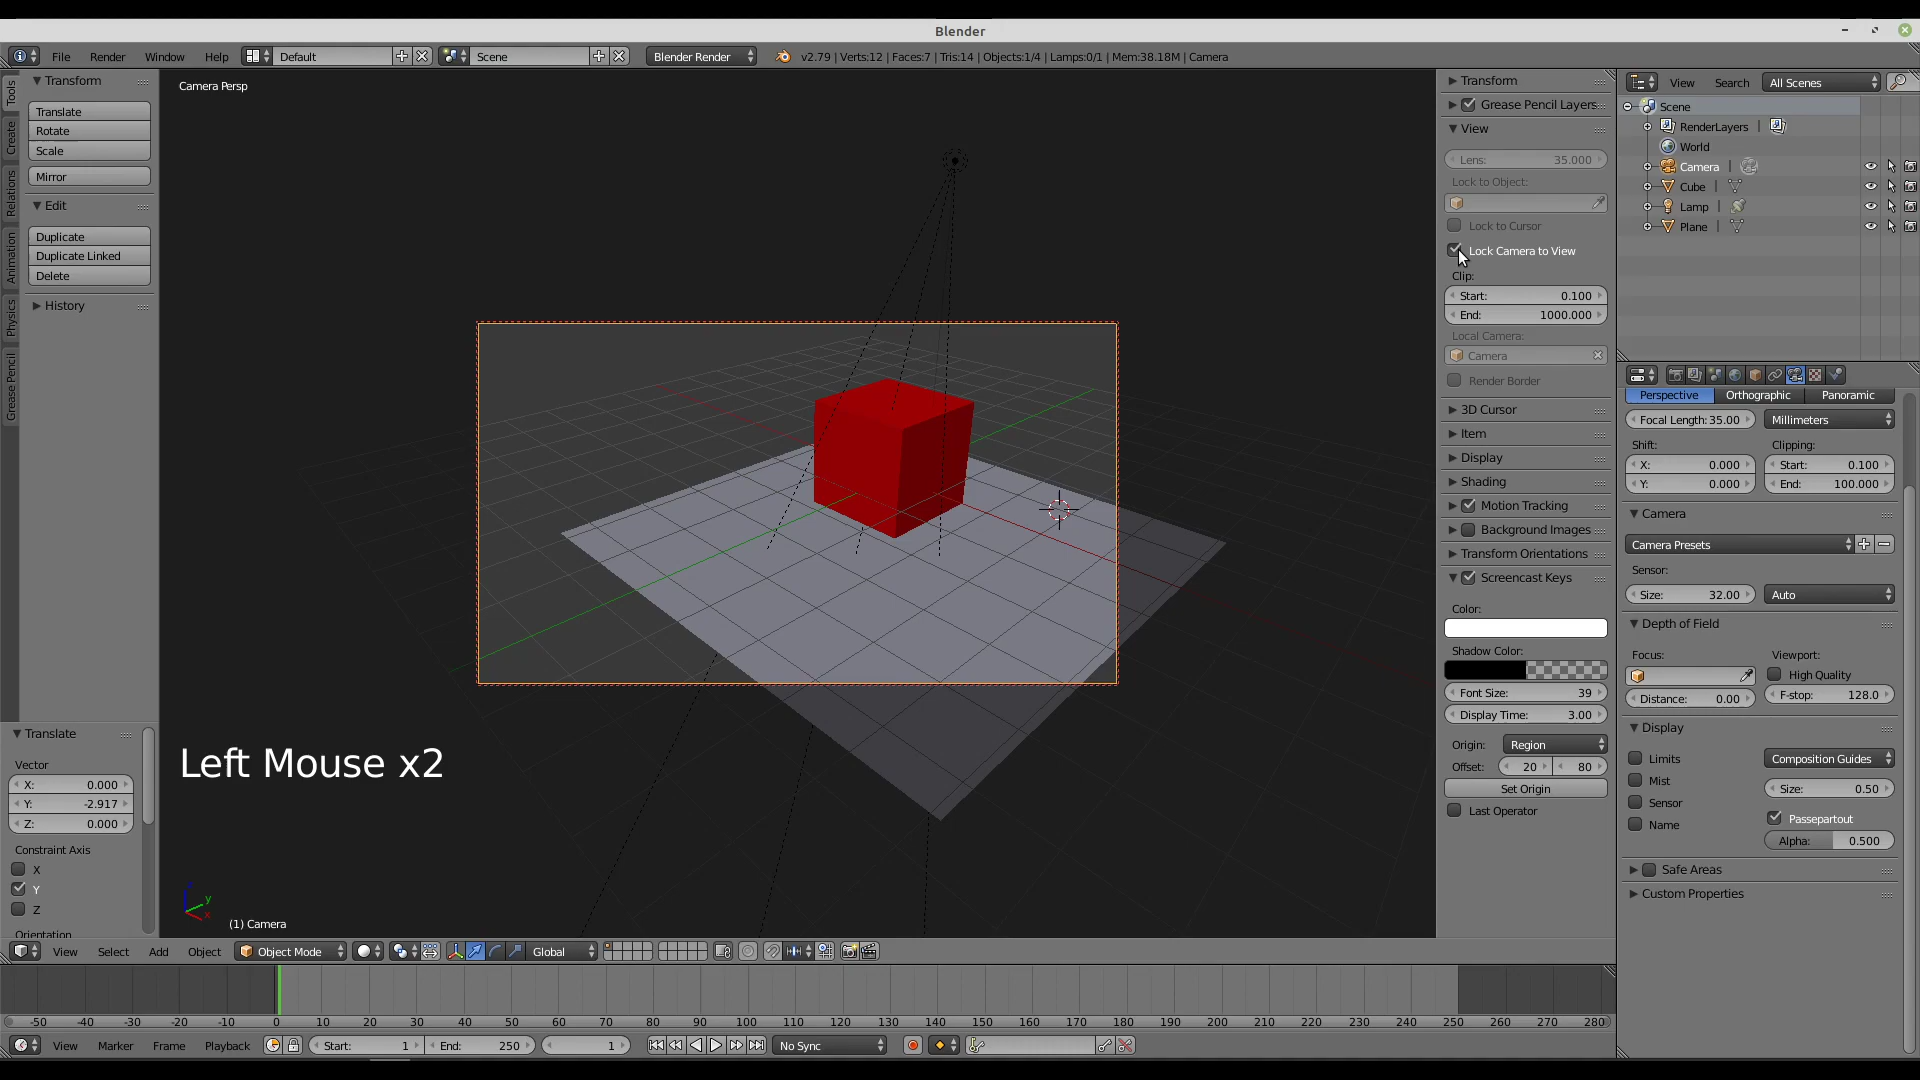 Blender
File Render Window Help Default Scene Blender Render v2.79 | Verts:12 | Faces:7 | Tris:14 | Objects:1/4 | Lamps:0/1 | Mem:38.18M | Camera
Tools
Create
Relations
Animation
Physics
Grease Pencil
Transform
Translate
Rotate
Scale
Mirror
Edit
Duplicate
Duplicate Linked
Delete
History
Translate
Vector
X: 0.000
Y: -2.917
Z: 0.000
Constraint Axis
X
Y
Z
Orientation
Camera Persp
Left Mouse x2
(1) Camera
Transform
Grease Pencil Layers
View
Lens: 35.000
Lock to Object:
Lock to Cursor
Lock Camera to View
Clip:
Start: 0.100
End: 1000.000
Local Camera:
Camera
Render Border
3D Cursor
Item
Display
Shading
Motion Tracking
Background Images
Transform Orientations
Screencast Keys
Color:
Shadow Color:
Font Size: 39
Display Time: 3.00
Origin: Region
Offset: 20 80
Set Origin
Last Operator
View Search All Scenes
Scene
RenderLayers
World
Camera
Cube
Lamp
Plane
Perspective Orthographic Panoramic
Focal Length: 35.00 Millimeters
Shift: Clipping:
X: 0.000 Start: 0.100
Y: 0.000 End: 100.000
Camera
Camera Presets
Sensor:
Size: 32.00 Auto
Depth of Field
Focus: Viewport:
High Quality
Distance: 0.00 F-stop: 128.0
Display
Limits Composition Guides
Mist Size: 0.50
Sensor Passepartout
Name Alpha: 0.500
Safe Areas
Custom Properties
View Select Add Object Object Mode Global
-50 -40 -30 -20 -10 0 10 20 30 40 50 60 70 80 90 100 110 120 130 140 150 160 170 180 190 200 210 220 230 240 250 260 270 280
View Marker Frame Playback Start: 1 End: 250 1 No Sync